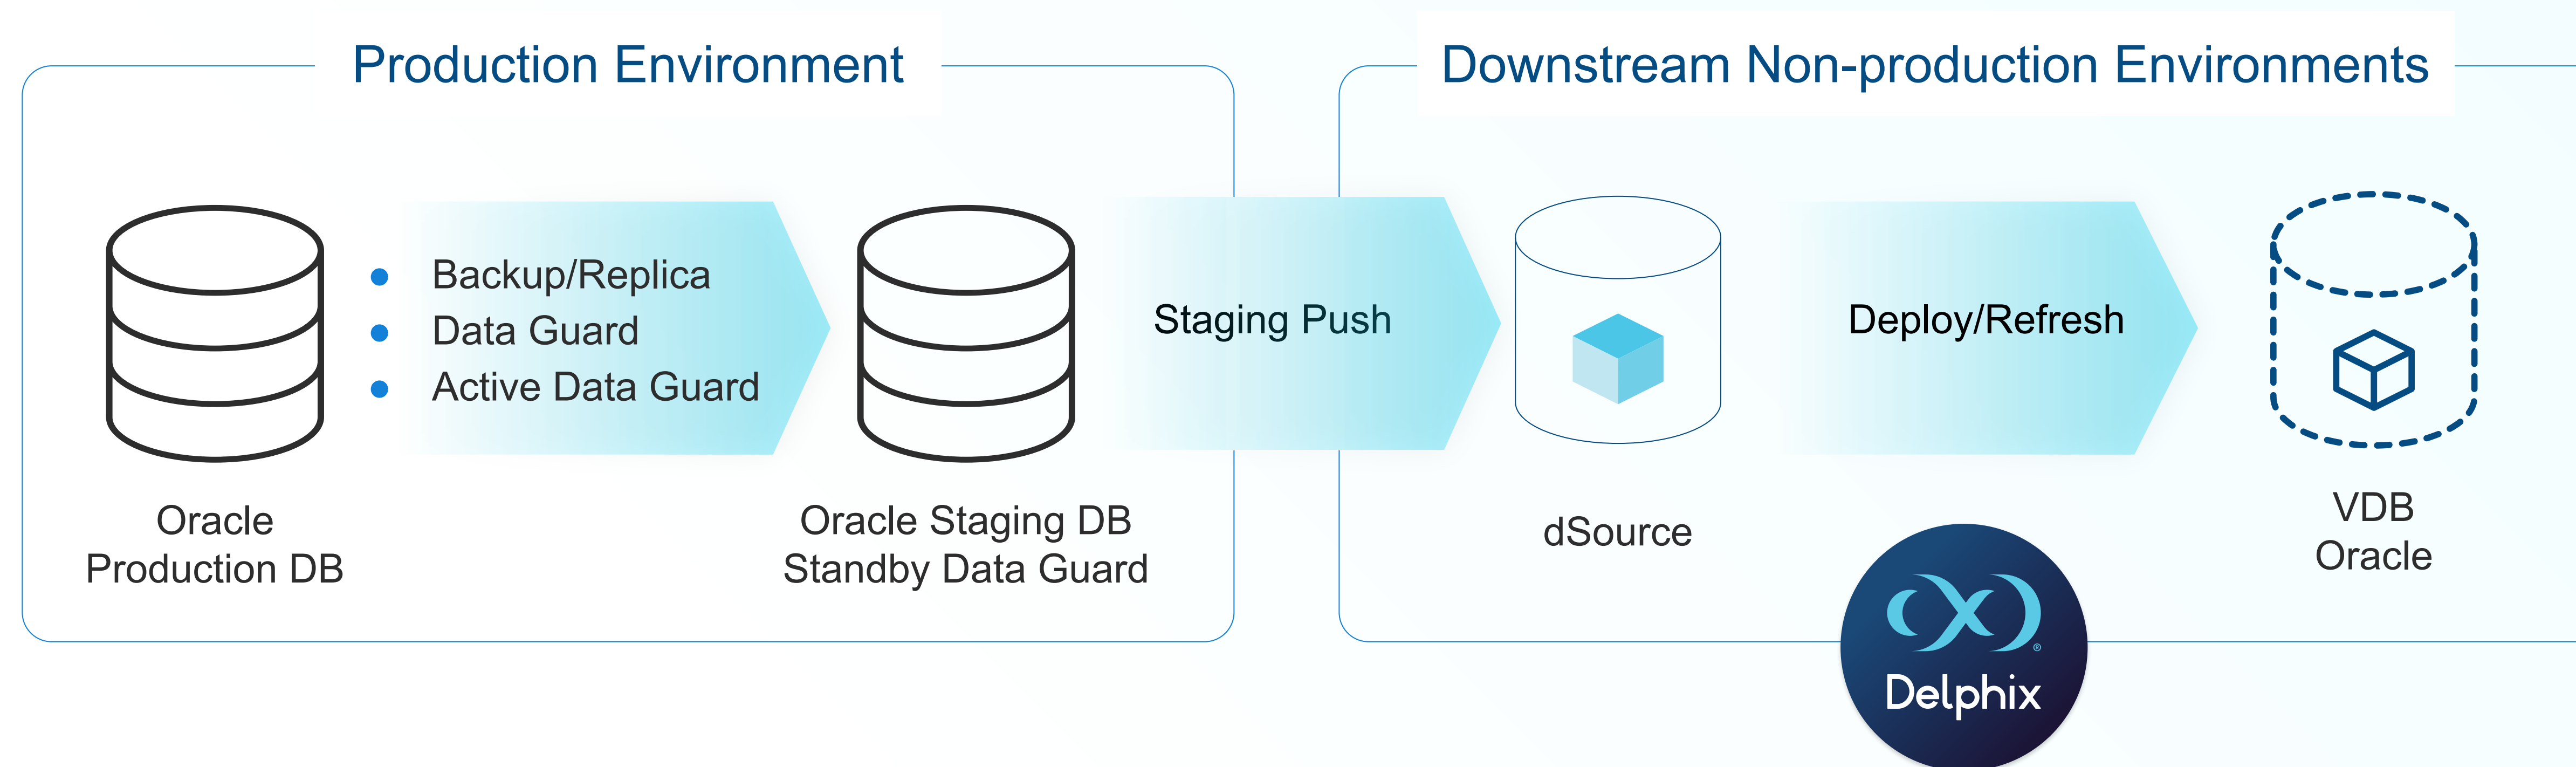 Production Environment
Downstream Non-production Environments
Backup/Replica
Data Guard
Active Data Guard
Staging Push
Deploy/Refresh
Oracle
Production DB
Oracle Staging DB
Standby Data Guard
dSource
VDB
Oracle
®
Delphix